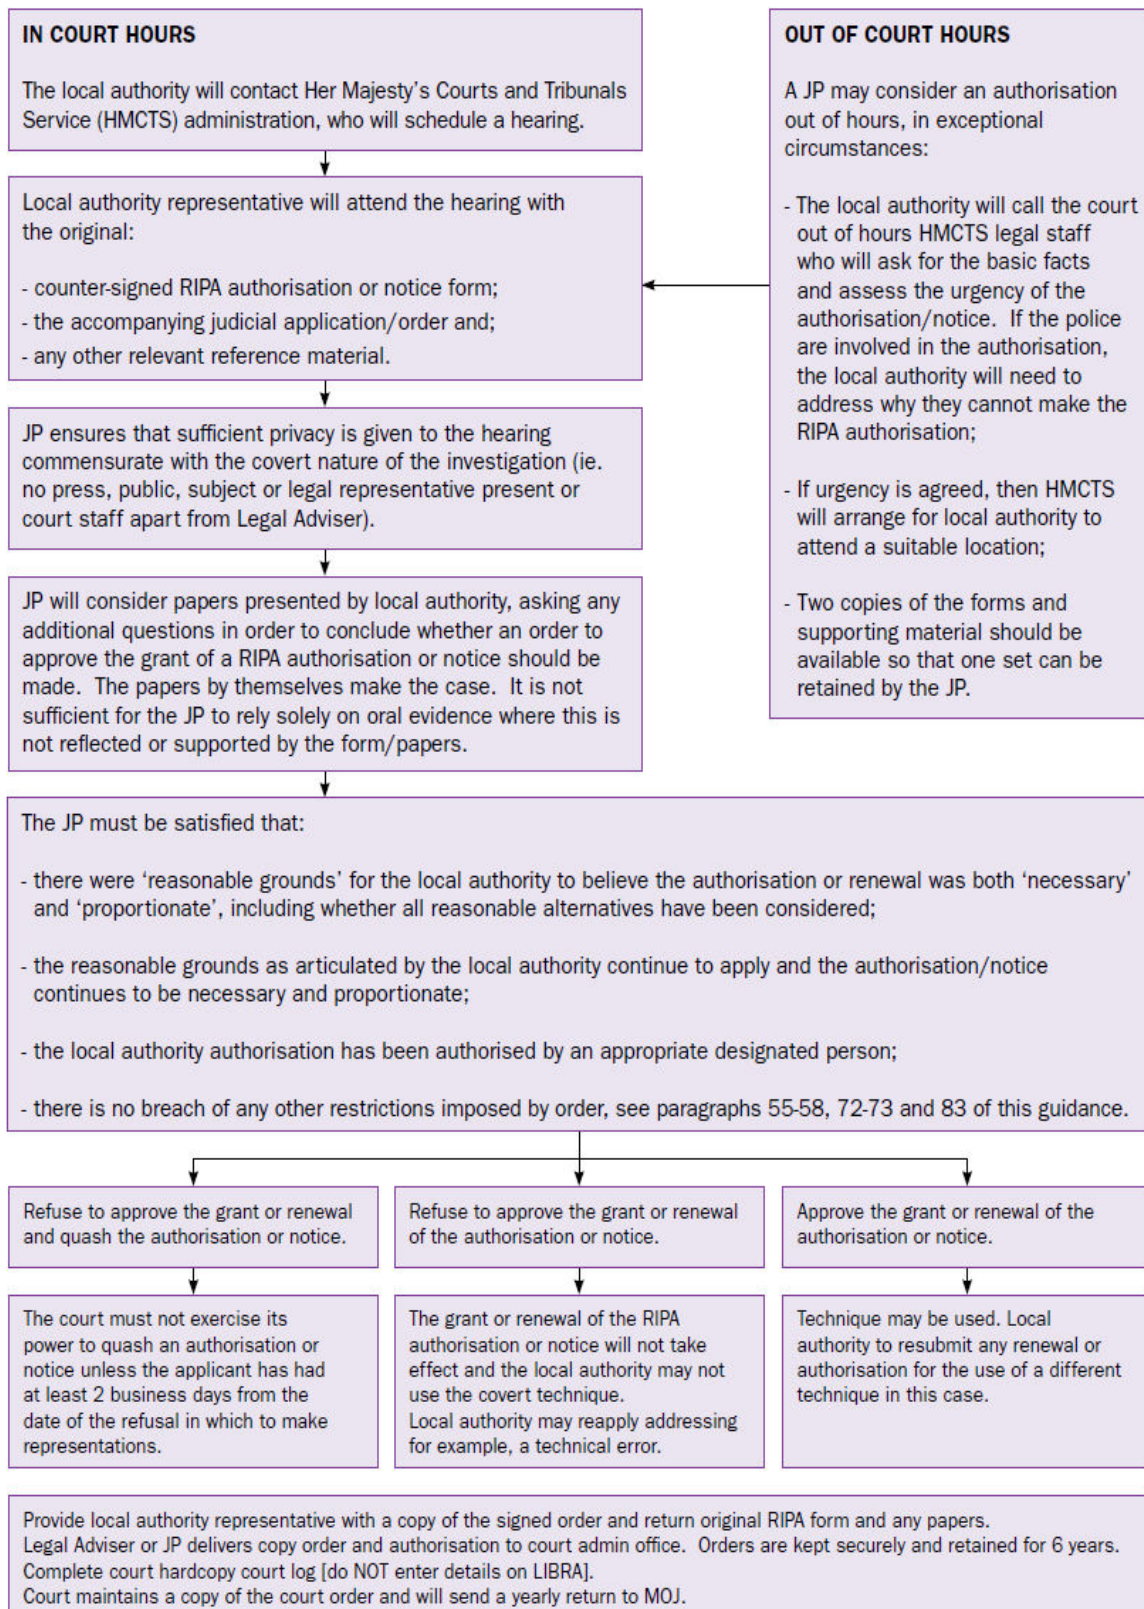 IN COURT HOURS
The local authority will contact Her Majesty's Courts and Tribunals
Service (HMCTS) administration, who will schedule a hearing.
Local authority representative will attend the hearing with
the original:
- counter-signed RIPA authorisation or notice form;
- the accompanying judicial application/order and;
- any other relevant reference material.
JP ensures that sufficient privacy is given to the hearing
commensurate with the covert nature of the investigation (ie.
no press, public, subject or legal representative present or
court staff apart from Legal Adviser).
JP will consider papers presented by local authority, asking any
additional questions in order to conclude whether an order to
approve the grant of a RIPA authorisation or notice should be
made. The papers by themselves make the case. It is not
sufficient for the JP to rely solely on oral evidence where this is
not reflected or supported by the form/papers.
OUT OF COURT HOURS
A JP may consider an authorisation
out of hours, in exceptional
circumstances:
- The local authority will call the court
out of hours HMCTS legal staff
who will ask for the basic facts
and assess the urgency of the
authorisation/notice. If the police
are involved in the authorisation,
the local authority will need to
address why they cannot make the
RIPA authorisation;
- If urgency is agreed, then HMCTS
will arrange for local authority to
attend a suitable location;
- Two copies of the forms and
supporting material should be
available so that one set can be
retained by the JP.
The JP must be satisfied that:
- there were 'reasonable grounds' for the local authority to believe the authorisation or renewal was both 'necessary'
and 'proportionate', including whether all reasonable alternatives have been considered;
- the reasonable grounds as articulated by the local authority continue to apply and the authorisation/notice
continues to be necessary and proportionate;
- the local authority authorisation has been authorised by an appropriate designated person;
- there is no breach of any other restrictions imposed by order, see paragraphs 55-58, 72-73 and 83 of this guidance.
Refuse to approve the grant or renewal
and quash the authorisation or notice.
The court must not exercise its
power to quash an authorisation or
notice unless the applicant has had
at least 2 business days from the
date of the refusal in which to make
representations.
Refuse to approve the grant or renewal
of the authorisation or notice.
The grant or renewal of the RIPA
authorisation or notice will not take
effect and the local authority may not
use the covert technique.
Local authority may reapply addressing
for example, a technical error.
Approve the grant or renewal of the
authorisation or notice.
Technique may be used. Local
authority to resubmit any renewal or
authorisation for the use of a different
technique in this case.
Provide local authority representative with a copy of the signed order and return original RIPA form and any papers.
Legal Adviser or JP delivers copy order and authorisation to court admin office. Orders are kept securely and retained for 6 years.
Complete court hardcopy court log [do NOT enter details on LIBRA].
Court maintains a copy of the court order and will send a yearly return to MOJ.